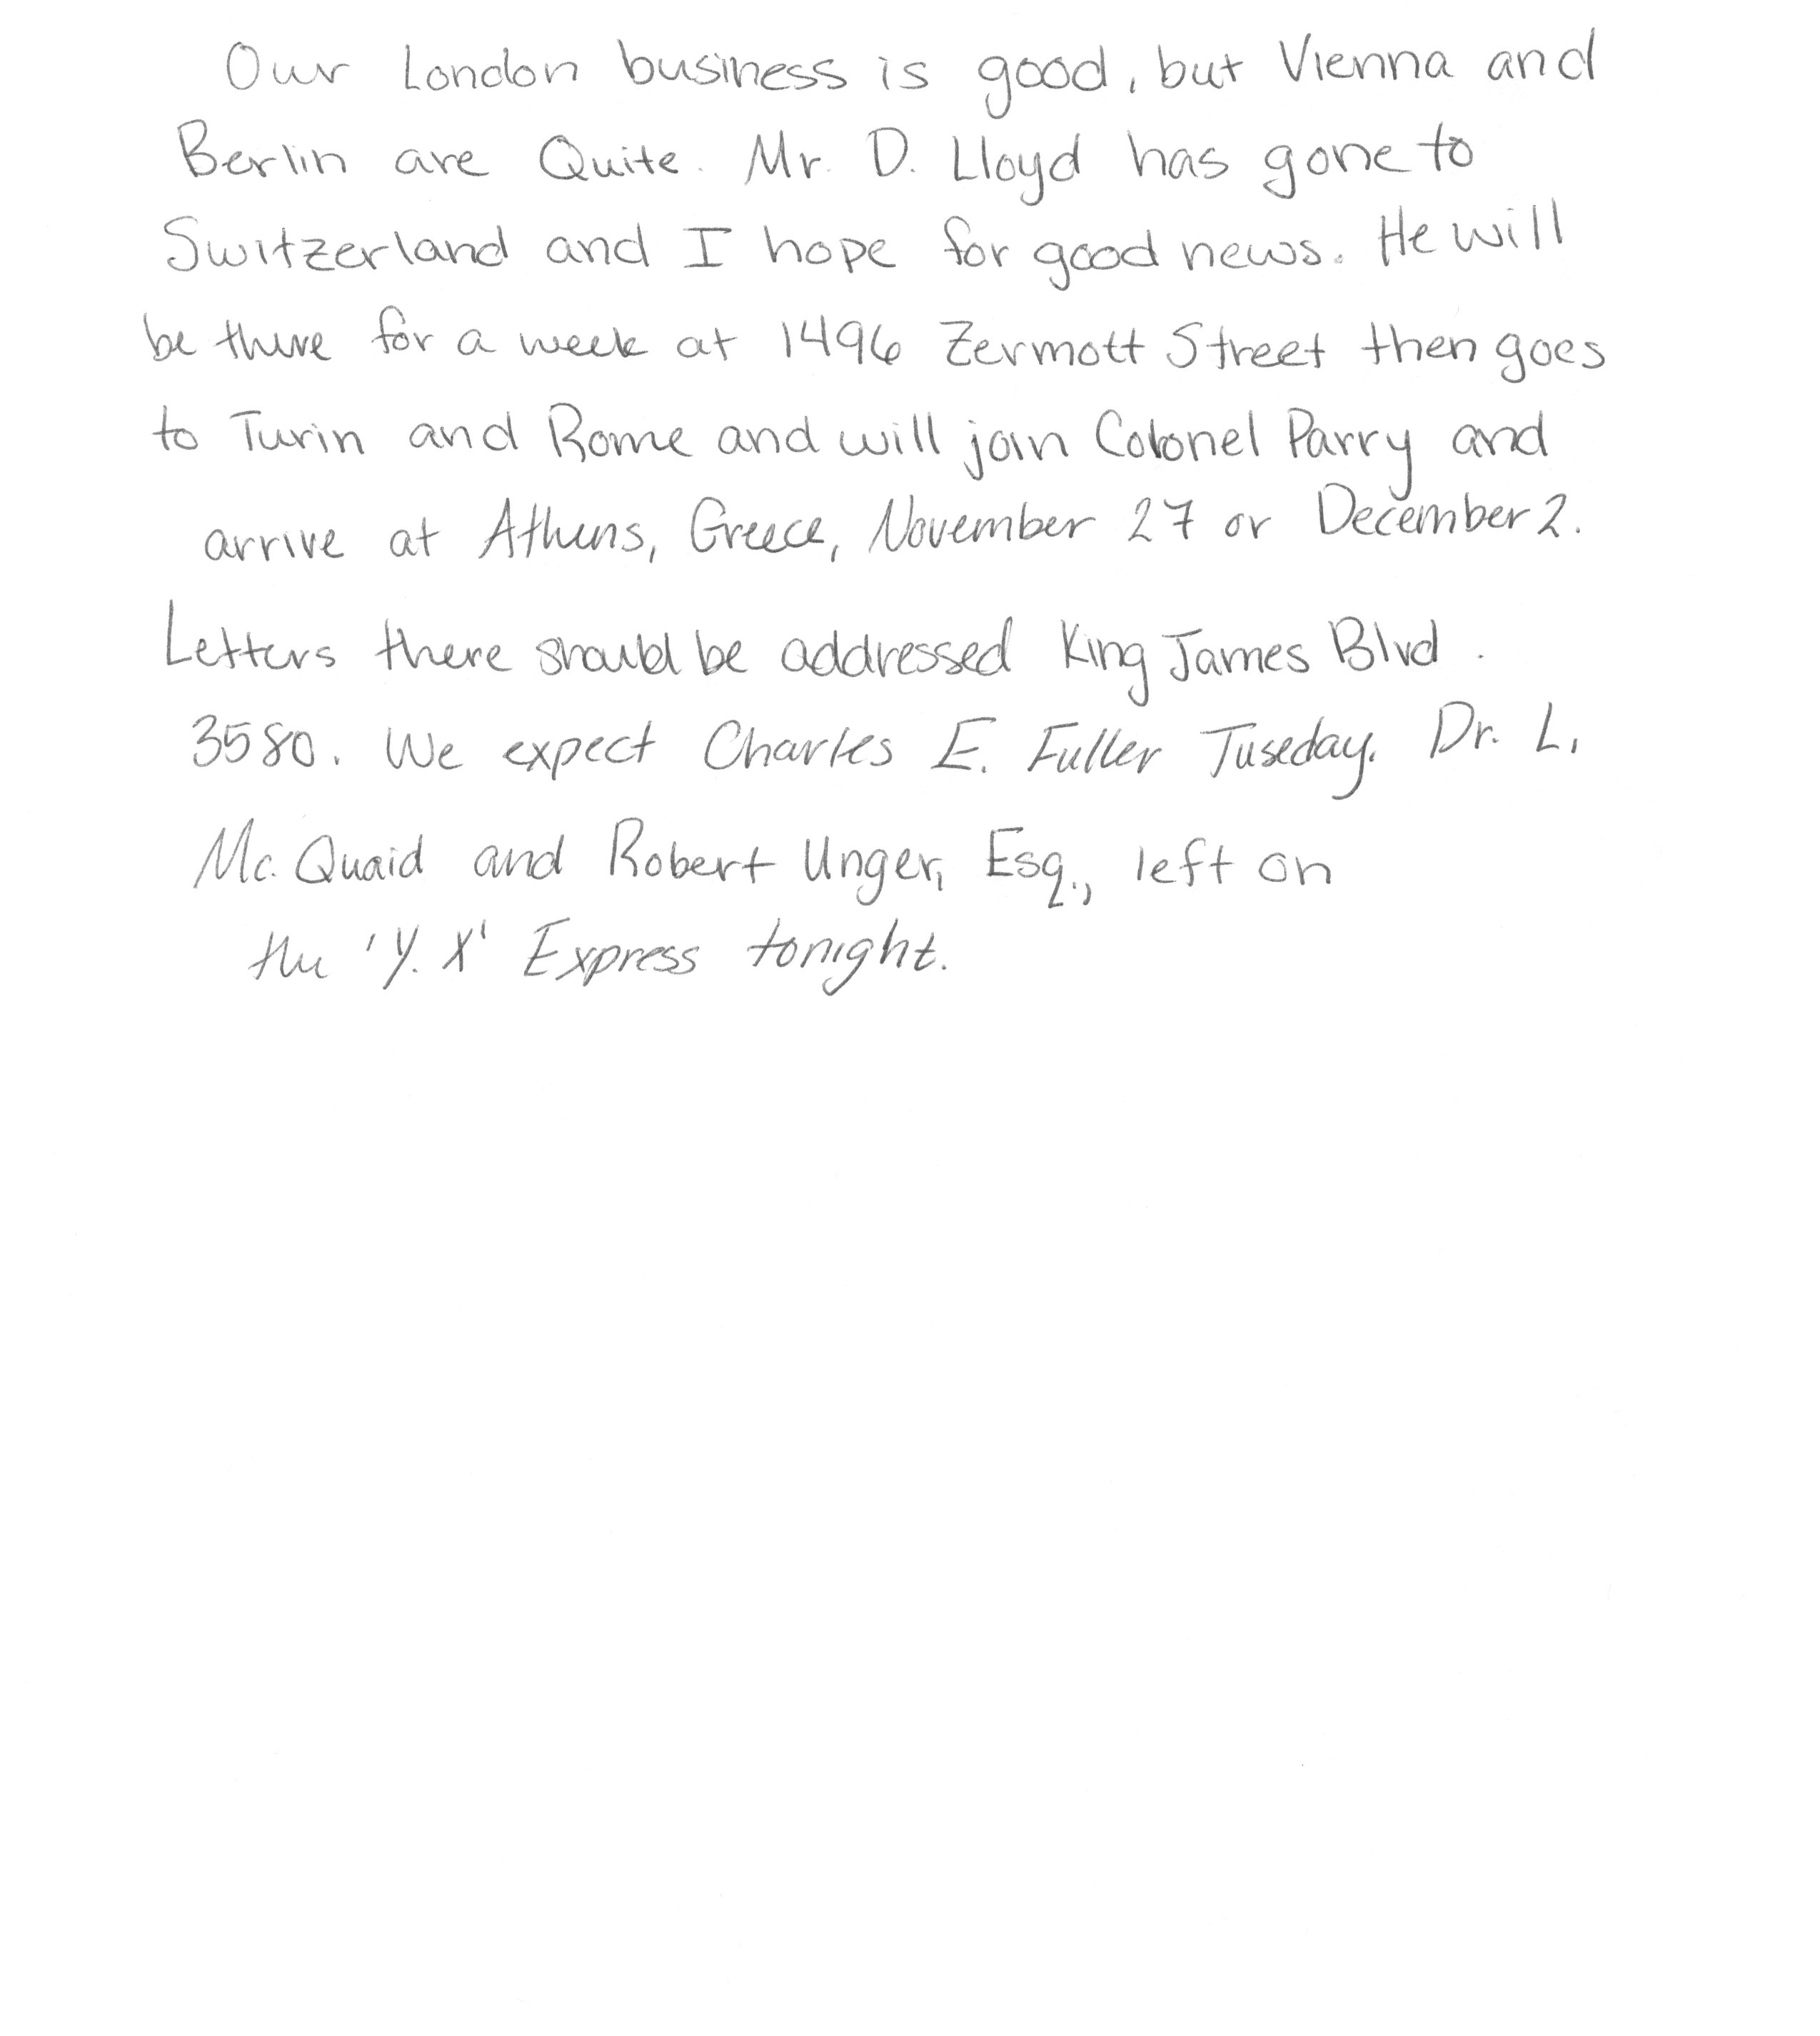 Our London business is good, but Vienna and
Berlin are Quite. Mr. D. Lloyd has gone to
Switzerland and I hope for good news. He will
be there for a week at 1496 Zermott Street then goes
to Turin and Rome and will join Colonel Parry and
arrive at Athens, Greece, November 27 or December 2.
Letters there should be addressed King James Blvd.
3580. We expect Charles E. Fuller Tuseday. Dr. L.
Mc. Quaid and Robert Unger, Esq., left on
the 'Y. X' Express tonight.